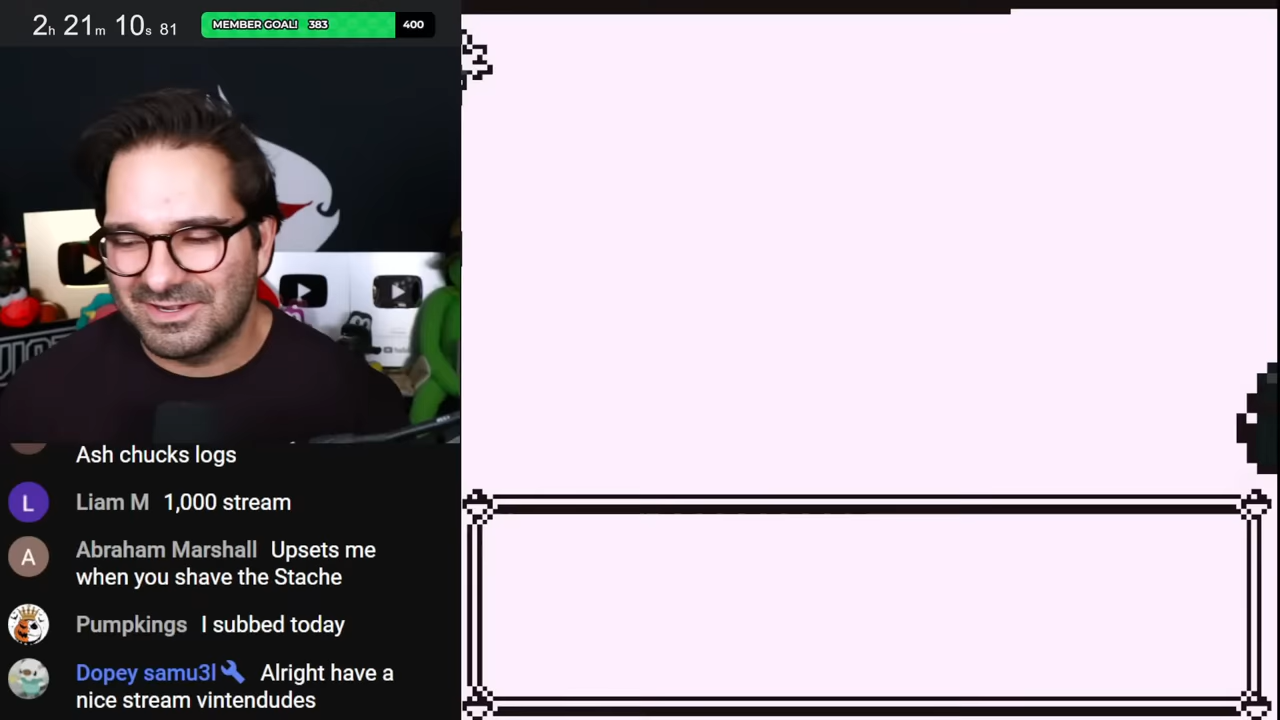 2h 21m 10s 81
MEMBER GOAL! 383 400
Ash chucks logs
Liam M 1,000 stream
Abraham Marshall Upsets me
when you shave the Stache
Pumpkings I subbed today
Dopey samu3l Alright have a
nice stream vintendudes
L
A